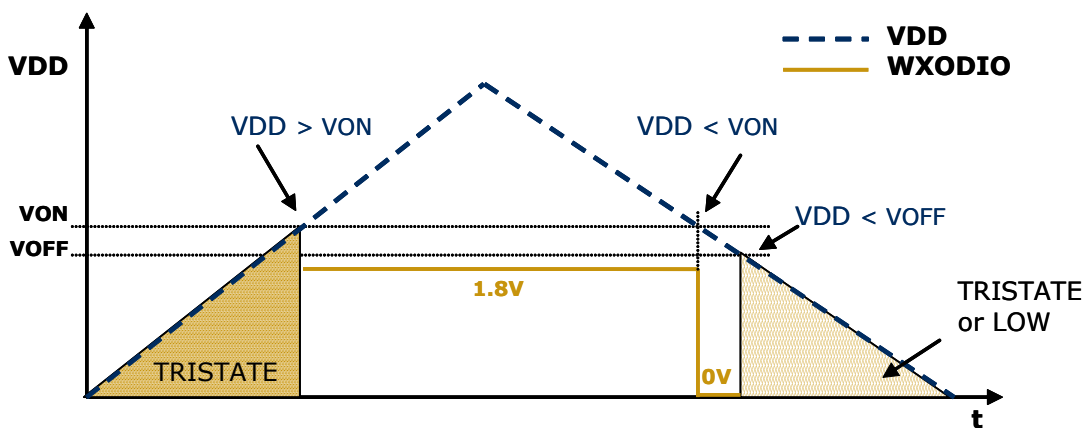 VDD
WXODIO
VDD
VDD > VON
VDD < VON
VON
VDD < VOFF
VOFF
1.8V
TRISTATE
or LOW
TRISTATE
0V
t